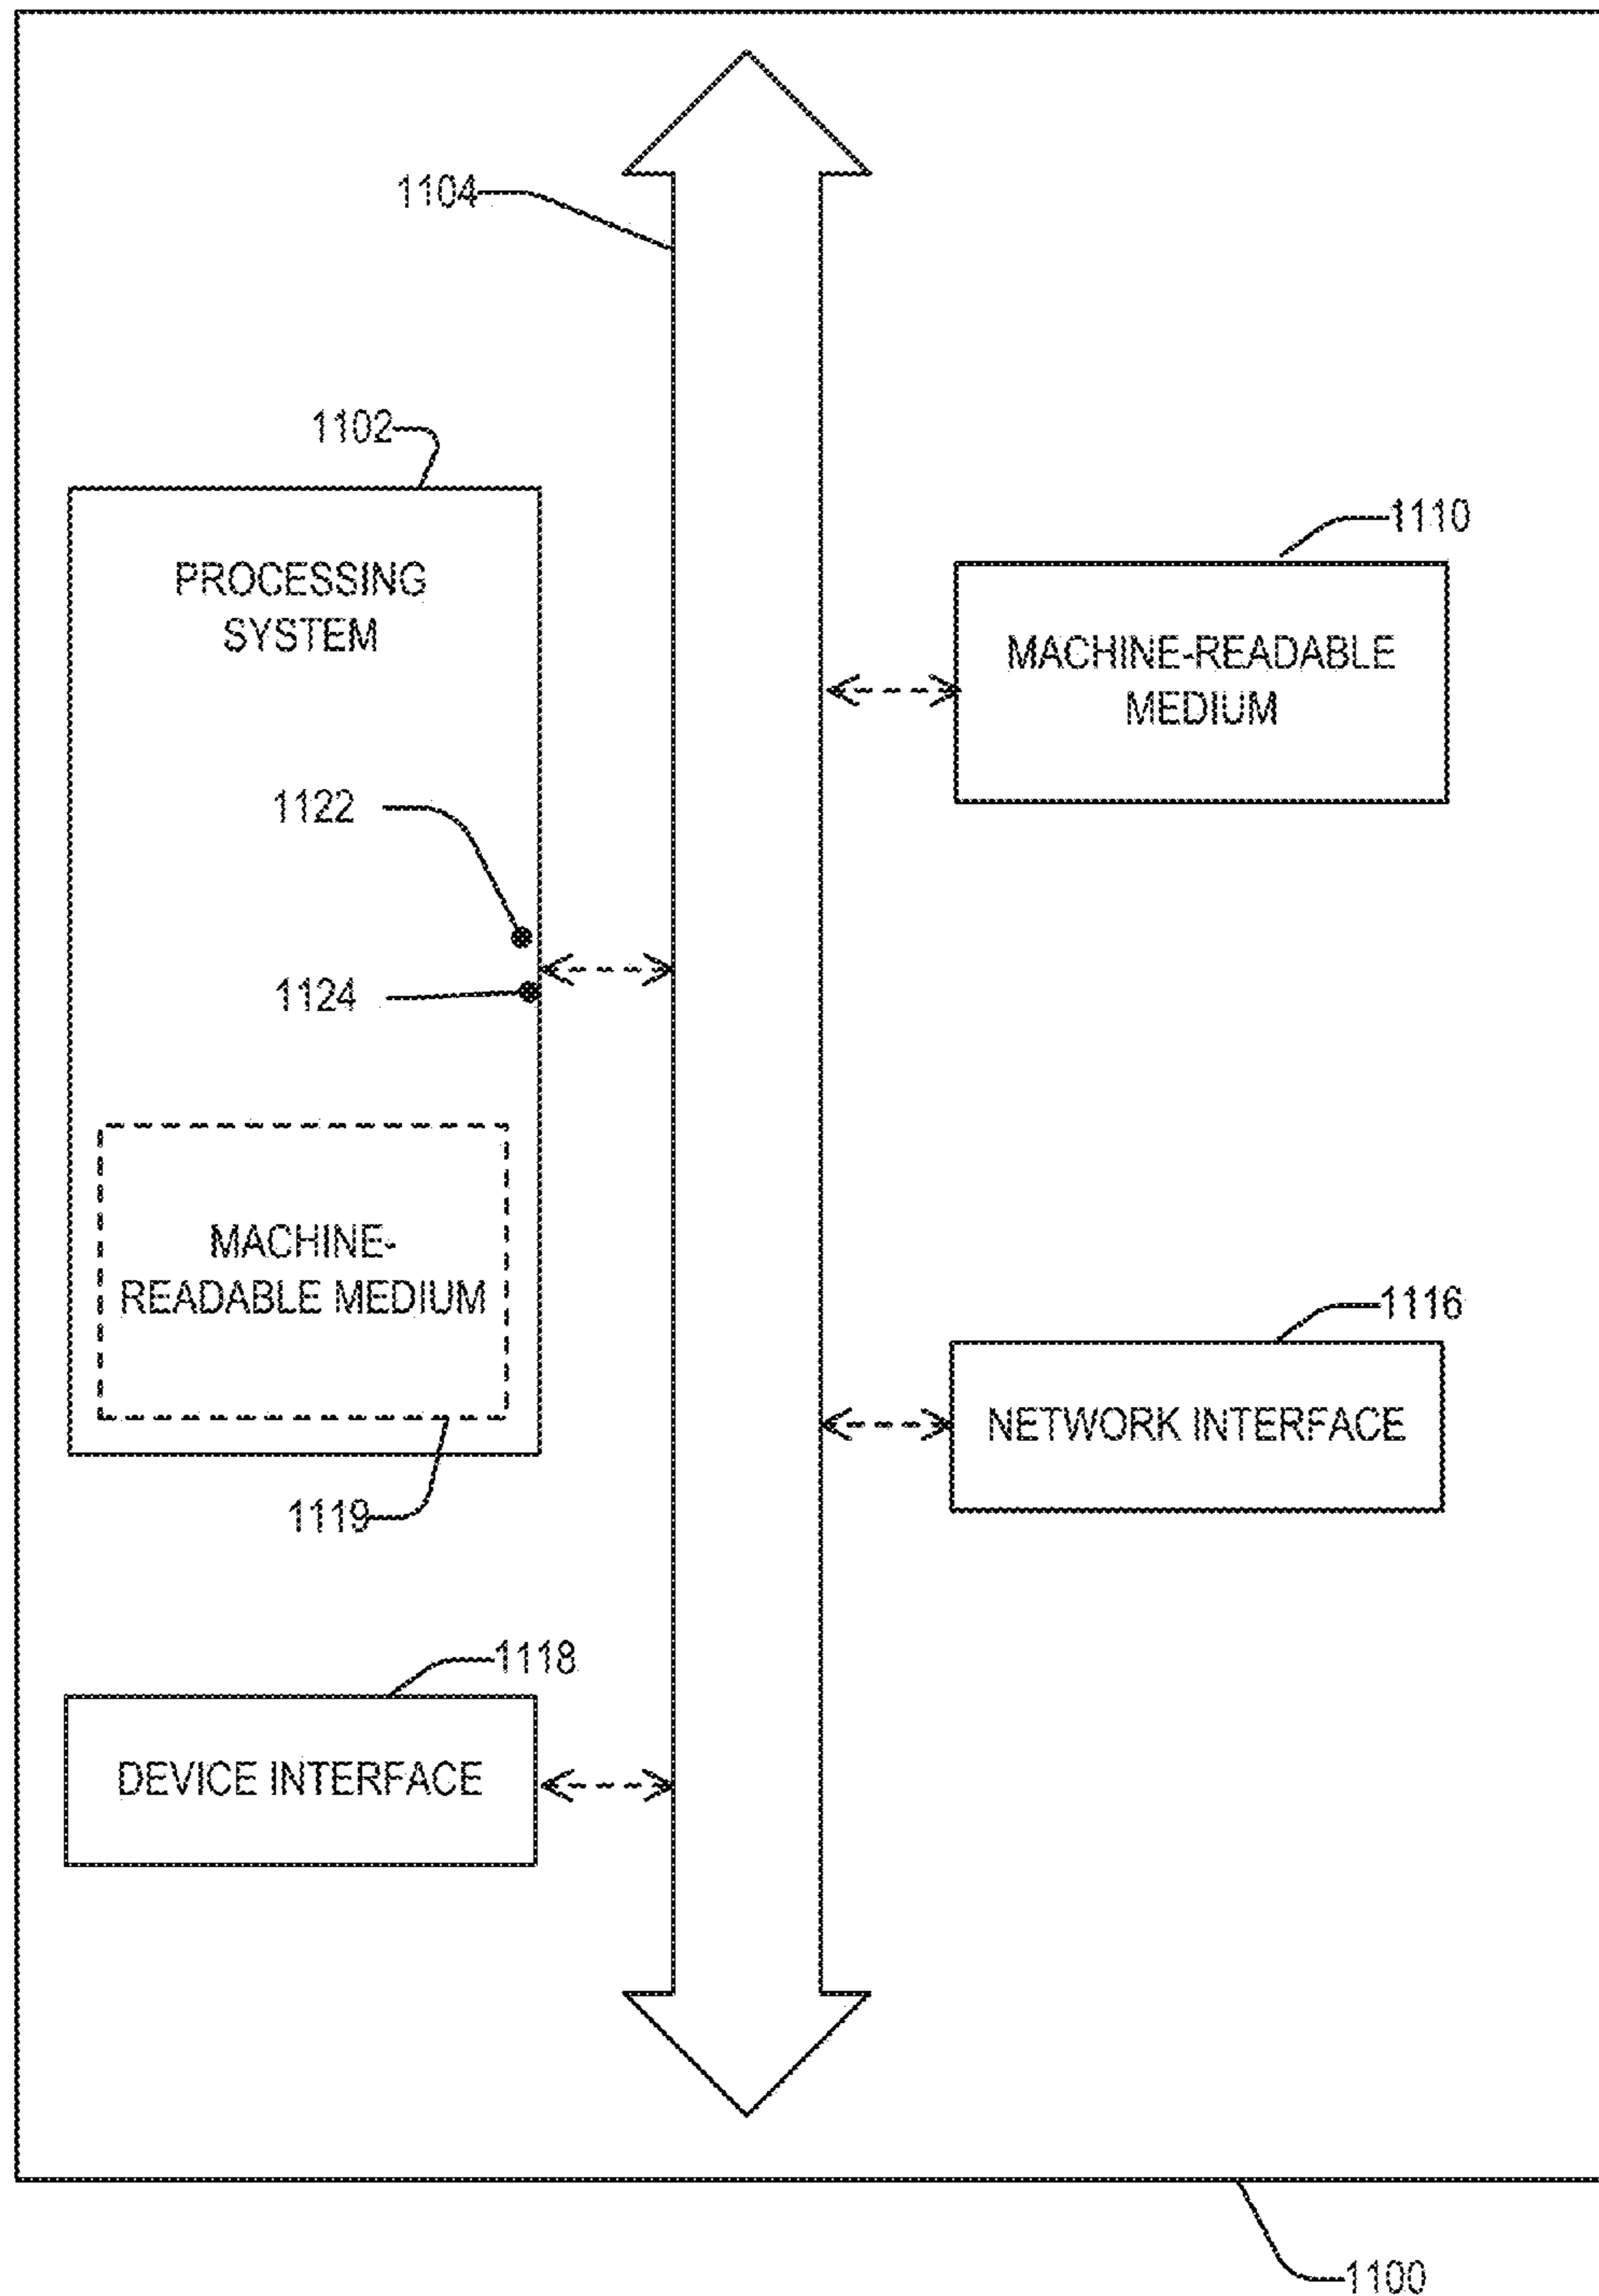 1104
1102
PROCESSING
SYSTEM
1110
MACHINE-READABLE
MEDIUM
1122
1124
MACHINE-
READABLE MEDIUM
1116
NETWORK INTERFACE
1119
1118
DEVICE INTERFACE
1100